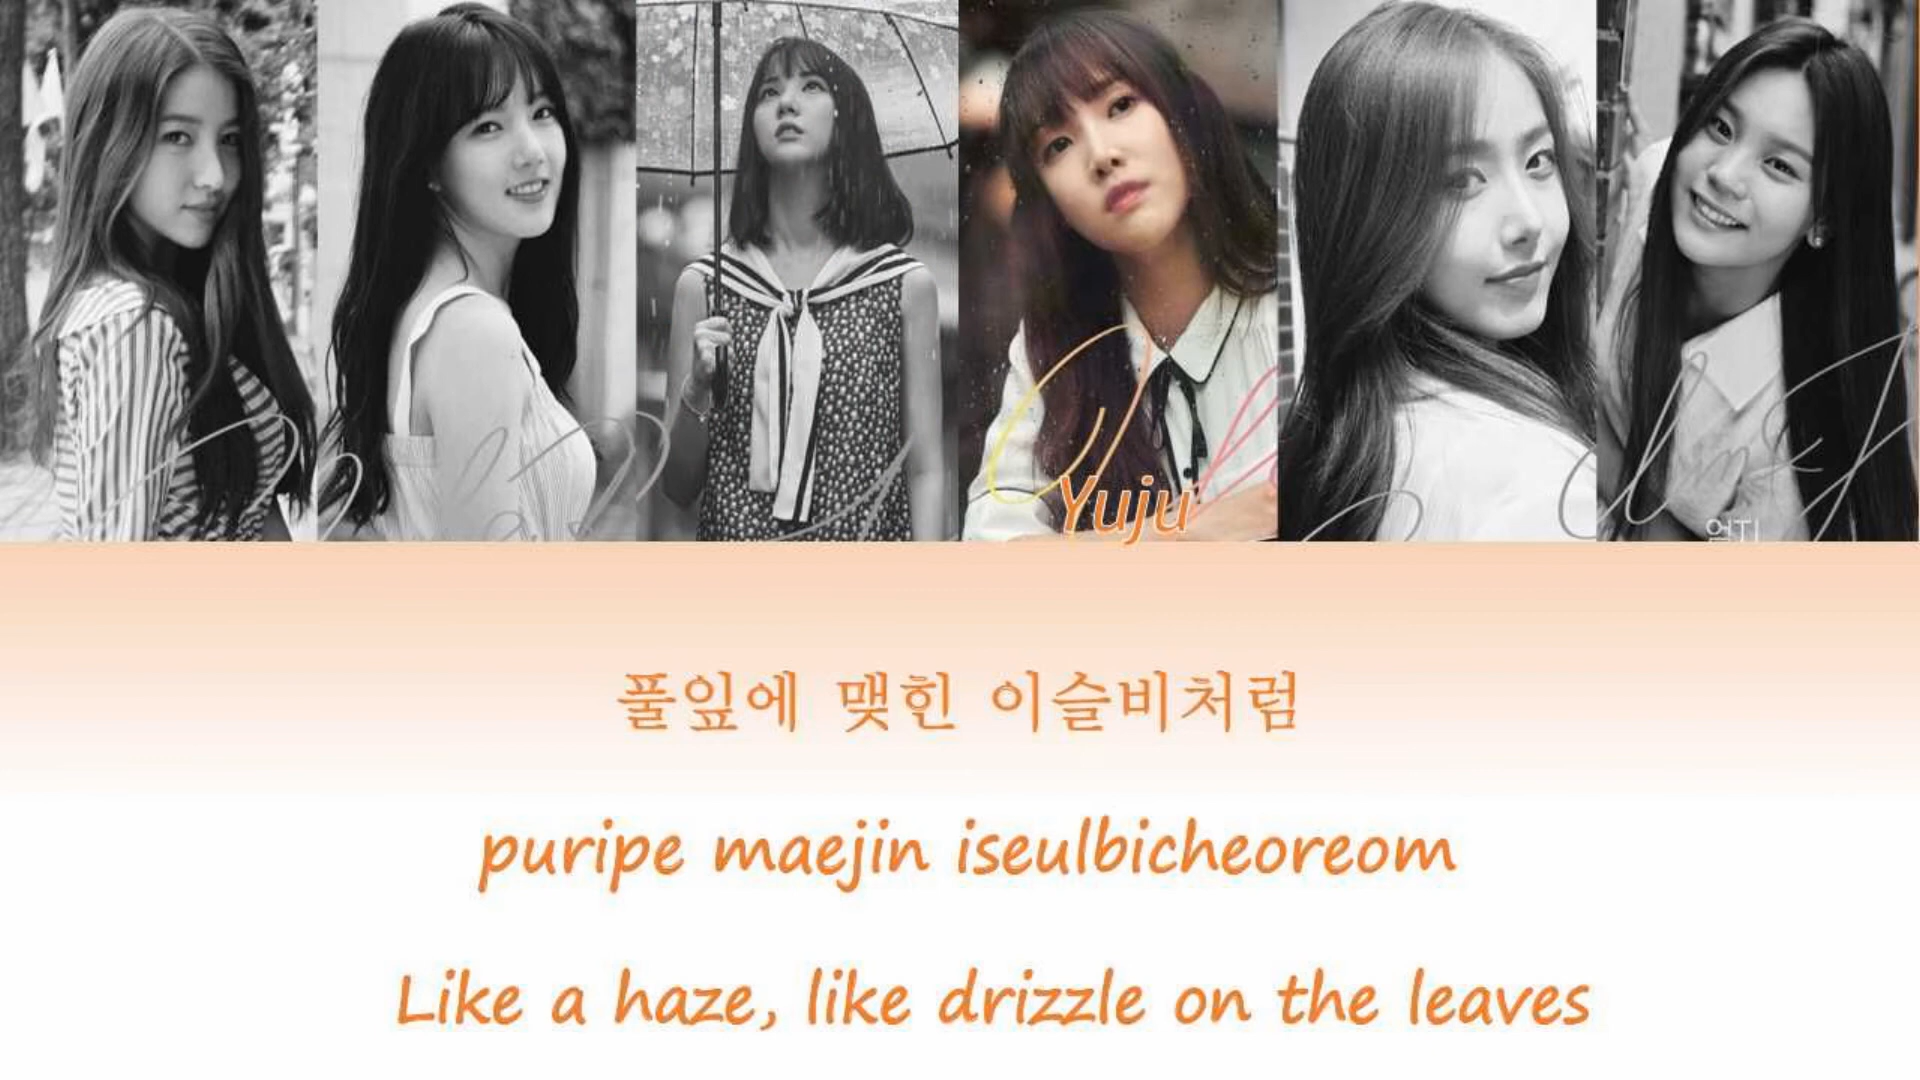 Yuju
엄지
풀잎에 맺힌 이슬비처럼
puripe maejin iseulbicheoreom
Like a haze, like drizzle on the leaves